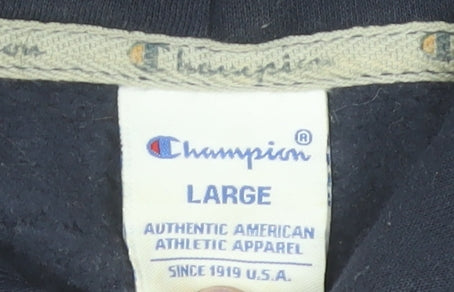 Champion
Champion®
LARGE
AUTHENTIC AMERICAN
ATHLETIC APPAREL
SINCE 1919 U.S.A.